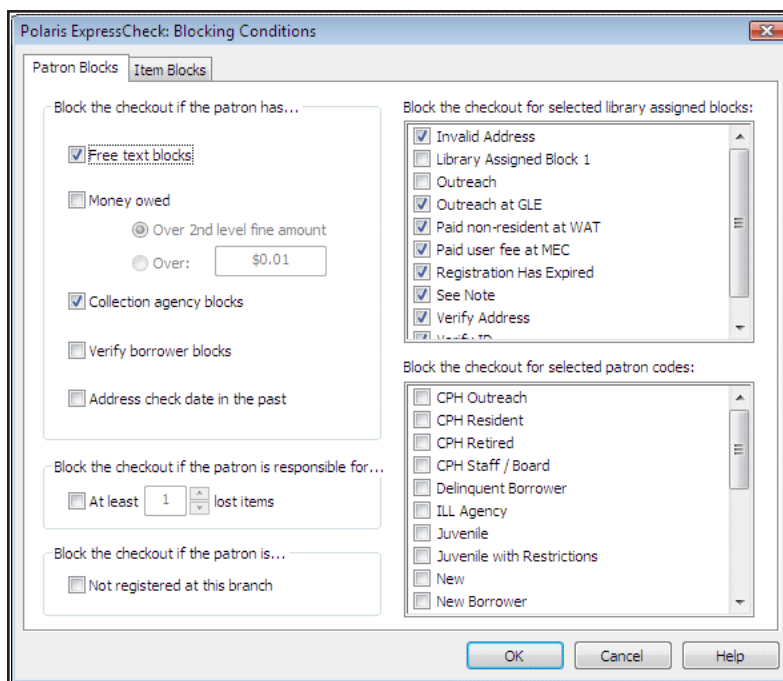 Polaris ExpressCheck: Blocking Conditions
Patron Blocks
Item Blocks
Block the checkout if the patron has...
Free text blocks
Money owed
Over 2nd level fine amount
Over: $0.01
Collection agency blocks
Verify borrower blocks
Address check date in the past
Block the checkout if the patron is responsible for...
At least 1 lost items
Block the checkout if the patron is...
Not registered at this branch
Block the checkout for selected library assigned blocks:
Invalid Address
Library Assigned Block 1
Outreach
Outreach at GLE
Paid non-resident at WAT
Paid user fee at MEC
Registration Has Expired
See Note
Verify Address
Verify ID
Block the checkout for selected patron codes:
CPH Outreach
CPH Resident
CPH Retired
CPH Staff / Board
Delinquent Borrower
ILL Agency
Juvenile
Juvenile with Restrictions
New
New Borrower
OK
Cancel
Help